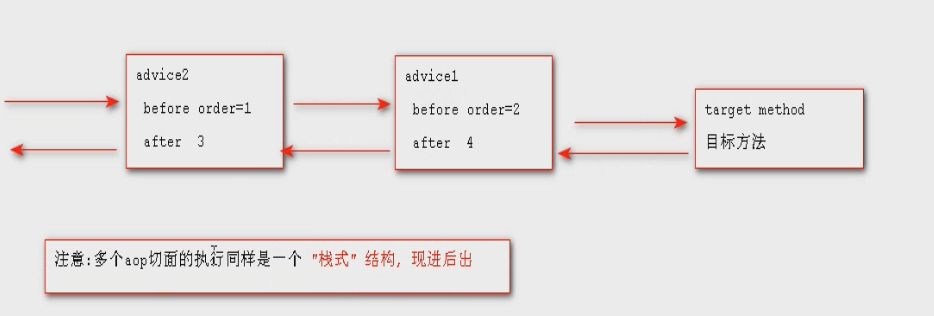 advice2
before order=1
after 3
advice1
before order=2
after 4
target method
目标方法
注意:多个aop切面的执行同样是一个 "栈式" 结构, 现进后出